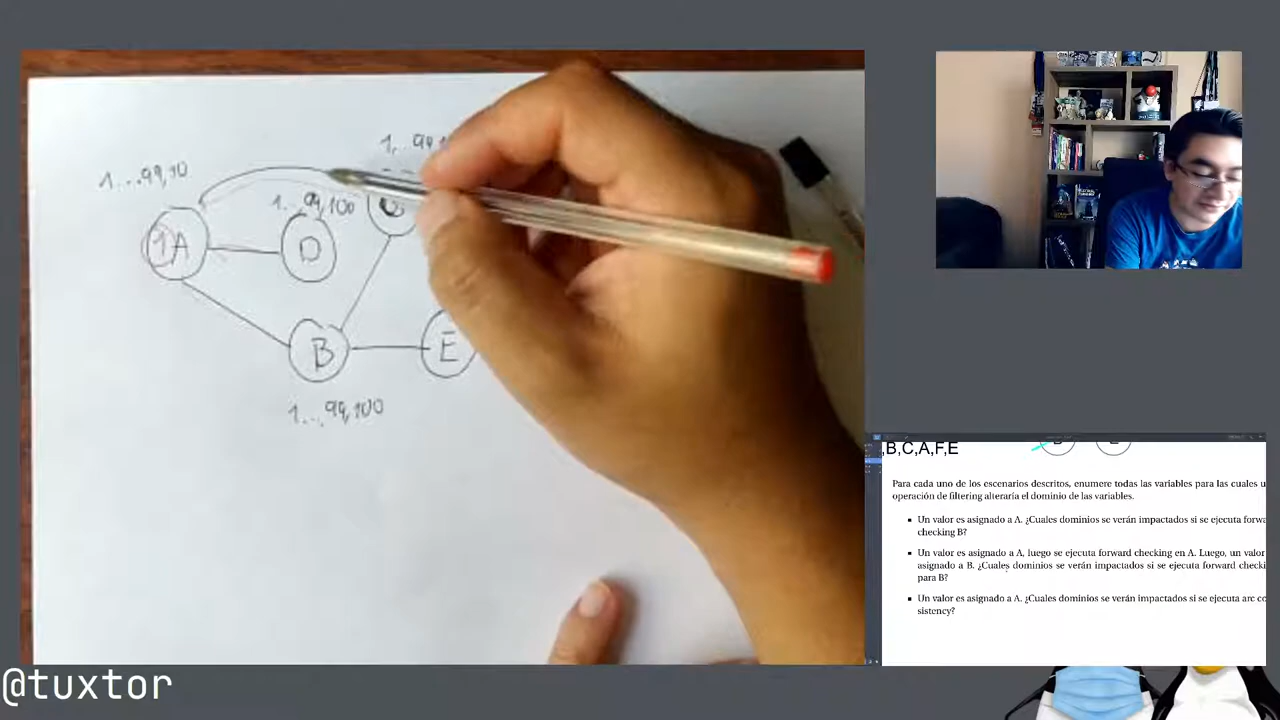 1...99,10
1...99,1
1...99,100
1A
D
C
B
E
1...99,100
,B,C,A,F,E
Para cada uno de los escenarios descritos, enumere todas las variables para las cuales u
operación de filtering alteraría el dominio de las variables.
Un valor es asignado a A. ¿Cuales dominios se verán impactados si se ejecuta forwa
checking B?
Un valor es asignado a A, luego se ejecuta forward checking en A. Luego, un valor
asignado a B. ¿Cuales dominios se verán impactados si se ejecuta forward checki
para B?
Un valor es asignado a A. ¿Cuales dominios se verán impactados si se ejecuta arc co
sistency?
@tuxtor